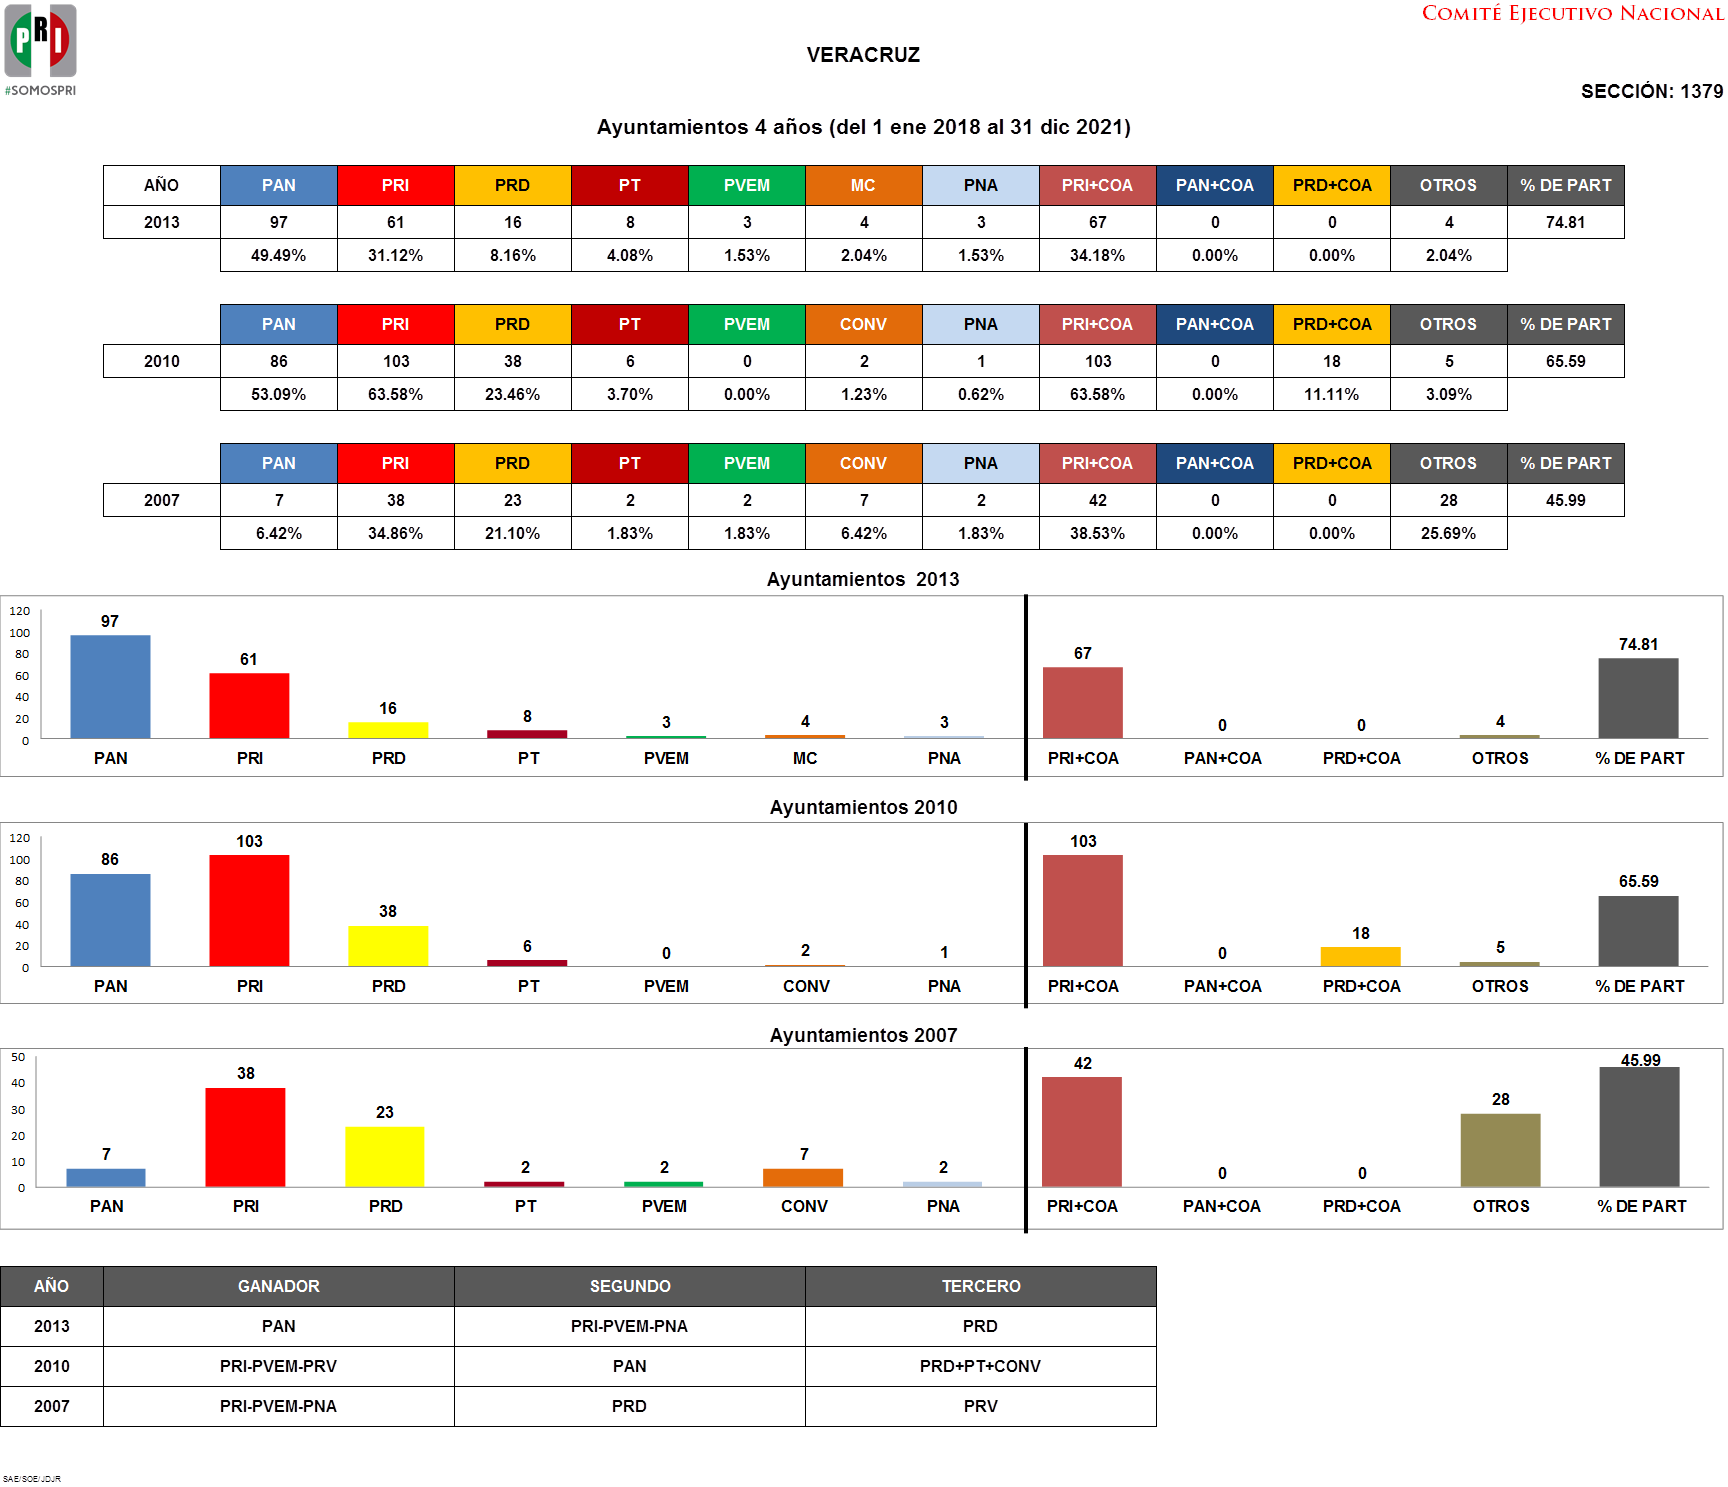 PRI
#SOMOSPRI
COMITÉ EJECUTIVO NACIONAL
VERACRUZ
SECCIÓN: 1379
Ayuntamientos 4 años (del 1 ene 2018 al 31 dic 2021)
AÑO PAN PRI PRD PT PVEM MC PNA PRI+COA PAN+COA PRD+COA OTROS % DE PART
2013 97 61 16 8 3 4 3 67 0 0 4 74.81
49.49% 31.12% 8.16% 4.08% 1.53% 2.04% 1.53% 34.18% 0.00% 0.00% 2.04%
PAN PRI PRD PT PVEM CONV PNA PRI+COA PAN+COA PRD+COA OTROS % DE PART
2010 86 103 38 6 0 2 1 103 0 18 5 65.59
53.09% 63.58% 23.46% 3.70% 0.00% 1.23% 0.62% 63.58% 0.00% 11.11% 3.09%
PAN PRI PRD PT PVEM CONV PNA PRI+COA PAN+COA PRD+COA OTROS % DE PART
2007 7 38 23 2 2 7 2 42 0 0 28 45.99
6.42% 34.86% 21.10% 1.83% 1.83% 6.42% 1.83% 38.53% 0.00% 0.00% 25.69%
Ayuntamientos 2013
120
100
80
60
40
20
0
97 61 16 8 3 4 3 67 0 0 4 74.81
PAN PRI PRD PT PVEM MC PNA PRI+COA PAN+COA PRD+COA OTROS % DE PART
Ayuntamientos 2010
120
100
80
60
40
20
0
86 103 38 6 0 2 1 103 0 18 5 65.59
PAN PRI PRD PT PVEM CONV PNA PRI+COA PAN+COA PRD+COA OTROS % DE PART
Ayuntamientos 2007
50
40
30
20
10
0
7 38 23 2 2 7 2 42 0 0 28 45.99
PAN PRI PRD PT PVEM CONV PNA PRI+COA PAN+COA PRD+COA OTROS % DE PART
AÑO GANADOR SEGUNDO TERCERO
2013 PAN PRI-PVEM-PNA PRD
2010 PRI-PVEM-PRV PAN PRD+PT+CONV
2007 PRI-PVEM-PNA PRD PRV
SAE/SOE/JDJR